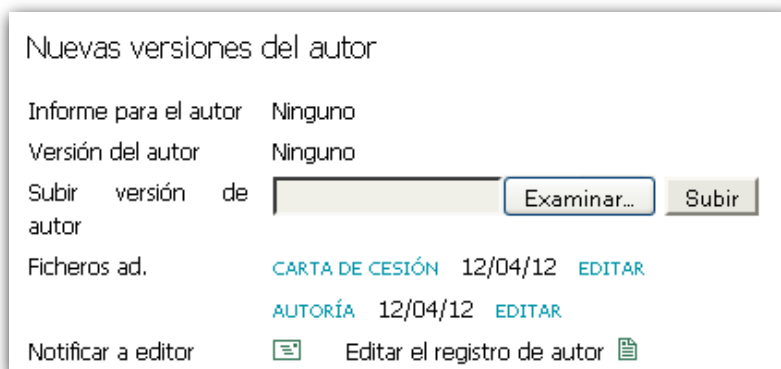 Nuevas versiones del autor
Informe para el autor Ninguno
Versión del autor Ninguno
Subir versión de autor Examinar... Subir
Ficheros ad. CARTA DE CESIÓN 12/04/12 EDITAR
AUTORÍA 12/04/12 EDITAR
Notificar a editor Editar el registro de autor